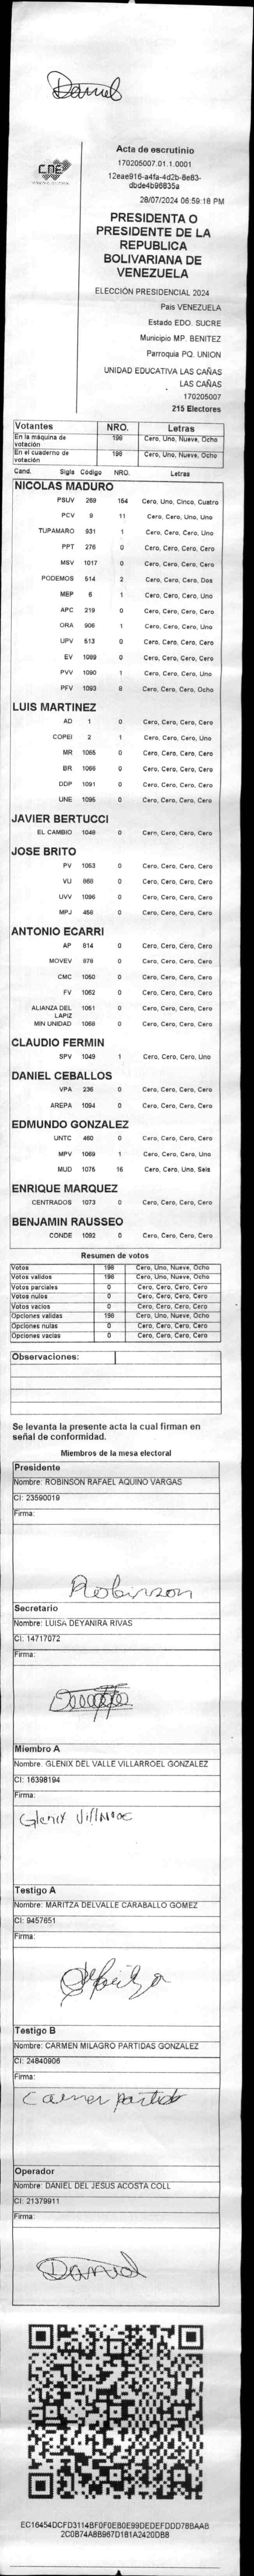 Daniel
Acta de escrutinio
170205007.01.1.0001
12eae916-a4fa-4d2b-8e83-
dbde4b96835a
28/07/2024 06:59:18 PM
CNE
PRESIDENTA O
PRESIDENTE DE LA
REPUBLICA
BOLIVARIANA DE
VENEZUELA
ELECCIÓN PRESIDENCIAL 2024
Pais VENEZUELA
Estado EDO. SUCRE
Municipio MP. BENITEZ
Parroquia PQ. UNION
UNIDAD EDUCATIVA LAS CAÑAS
LAS CAÑAS
170205007
215 Electores
Votantes NRO. Letras
En la máquina de votación 198 Cero, Uno, Nueve, Ocho
En el cuaderno de votación 198 Cero, Uno, Nueve, Ocho
Cand. Sigla Código NRO. Letras
NICOLAS MADURO
PSUV 269 154 Cero, Uno, Cinco, Cuatro
PCV 9 11 Cero, Cero, Uno, Uno
TUPAMARO 931 1 Cero, Cero, Cero, Uno
PPT 276 0 Cero, Cero, Cero, Cero
MSV 1017 0 Cero, Cero, Cero, Cero
PODEMOS 514 2 Cero, Cero, Cero, Dos
MEP 6 1 Cero, Cero, Cero, Uno
APC 219 0 Cero, Cero, Cero, Cero
ORA 906 1 Cero, Cero, Cero, Uno
UPV 513 0 Cero, Cero, Cero, Cero
EV 1089 0 Cero, Cero, Cero, Cero
PVV 1090 1 Cero, Cero, Cero, Uno
PFV 1093 8 Cero, Cero, Cero, Ocho
LUIS MARTINEZ
AD 1 0 Cero, Cero, Cero, Cero
COPEI 2 1 Cero, Cero, Cero, Uno
MR 1065 0 Cero, Cero, Cero, Cero
BR 1066 0 Cero, Cero, Cero, Cero
DDP 1091 0 Cero, Cero, Cero, Cero
UNE 1095 0 Cero, Cero, Cero, Cero
JAVIER BERTUCCI
EL CAMBIO 1048 0 Cero, Cero, Cero, Cero
JOSE BRITO
PV 1053 0 Cero, Cero, Cero, Cero
VU 868 0 Cero, Cero, Cero, Cero
UVV 1096 0 Cero, Cero, Cero, Cero
MPJ 458 0 Cero, Cero, Cero, Cero
ANTONIO ECARRI
AP 814 0 Cero, Cero, Cero, Cero
MOVEV 878 0 Cero, Cero, Cero, Cero
CMC 1050 0 Cero, Cero, Cero, Cero
FV 1062 0 Cero, Cero, Cero, Cero
ALIANZA DEL LAPIZ 1051 0 Cero, Cero, Cero, Cero
MIN UNIDAD 1068 0 Cero, Cero, Cero, Cero
CLAUDIO FERMIN
SPV 1049 1 Cero, Cero, Cero, Uno
DANIEL CEBALLOS
VPA 236 0 Cero, Cero, Cero, Cero
AREPA 1094 0 Cero, Cero, Cero, Cero
EDMUNDO GONZALEZ
UNTC 460 0 Cero, Cero, Cero, Cero
MPV 1069 1 Cero, Cero, Cero, Uno
MUD 1075 16 Cero, Cero, Uno, Seis
ENRIQUE MARQUEZ
CENTRADOS 1073 0 Cero, Cero, Cero, Cero
BENJAMIN RAUSSEO
CONDE 1092 0 Cero, Cero, Cero, Cero
Resumen de votos
Votos 198 Cero, Uno, Nueve, Ocho
Votos validos 198 Cero, Uno, Nueve, Ocho
Votos parciales 0 Cero, Cero, Cero, Cero
Votos nulos 0 Cero, Cero, Cero, Cero
Votos vacios 0 Cero, Cero, Cero, Cero
Opciones validas 198 Cero, Uno, Nueve, Ocho
Opciones nulas 0 Cero, Cero, Cero, Cero
Opciones vacias 0 Cero, Cero, Cero, Cero
Observaciones:
Se levanta la presente acta la cual firman en
señal de conformidad.
Miembros de la mesa electoral
Presidente
Nombre: ROBINSON RAFAEL AQUINO VARGAS
CI: 23590019
Firma:
Robinson
Secretario
Nombre: LUISA DEYANIRA RIVAS
CI: 14717072
Firma:
Miembro A
Nombre: GLENIX DEL VALLE VILLARROEL GONZALEZ
CI: 16398194
Firma:
Glenix
Testigo A
Nombre: MARITZA DELVALLE CARABALLO GOMEZ
CI: 9457651
Firma:
Testigo B
Nombre: CARMEN MILAGRO PARTIDAS GONZALEZ
CI: 24840906
Firma:
Carmen Partida
Operador
Nombre: DANIEL DEL JESUS ACOSTA COLL
CI: 21379911
Firma:
Daniel
EC16454DCFD3114BF0F0EB0E99DEDEFDDD78BAAB
2C0B74A8B967D181A2420DB8